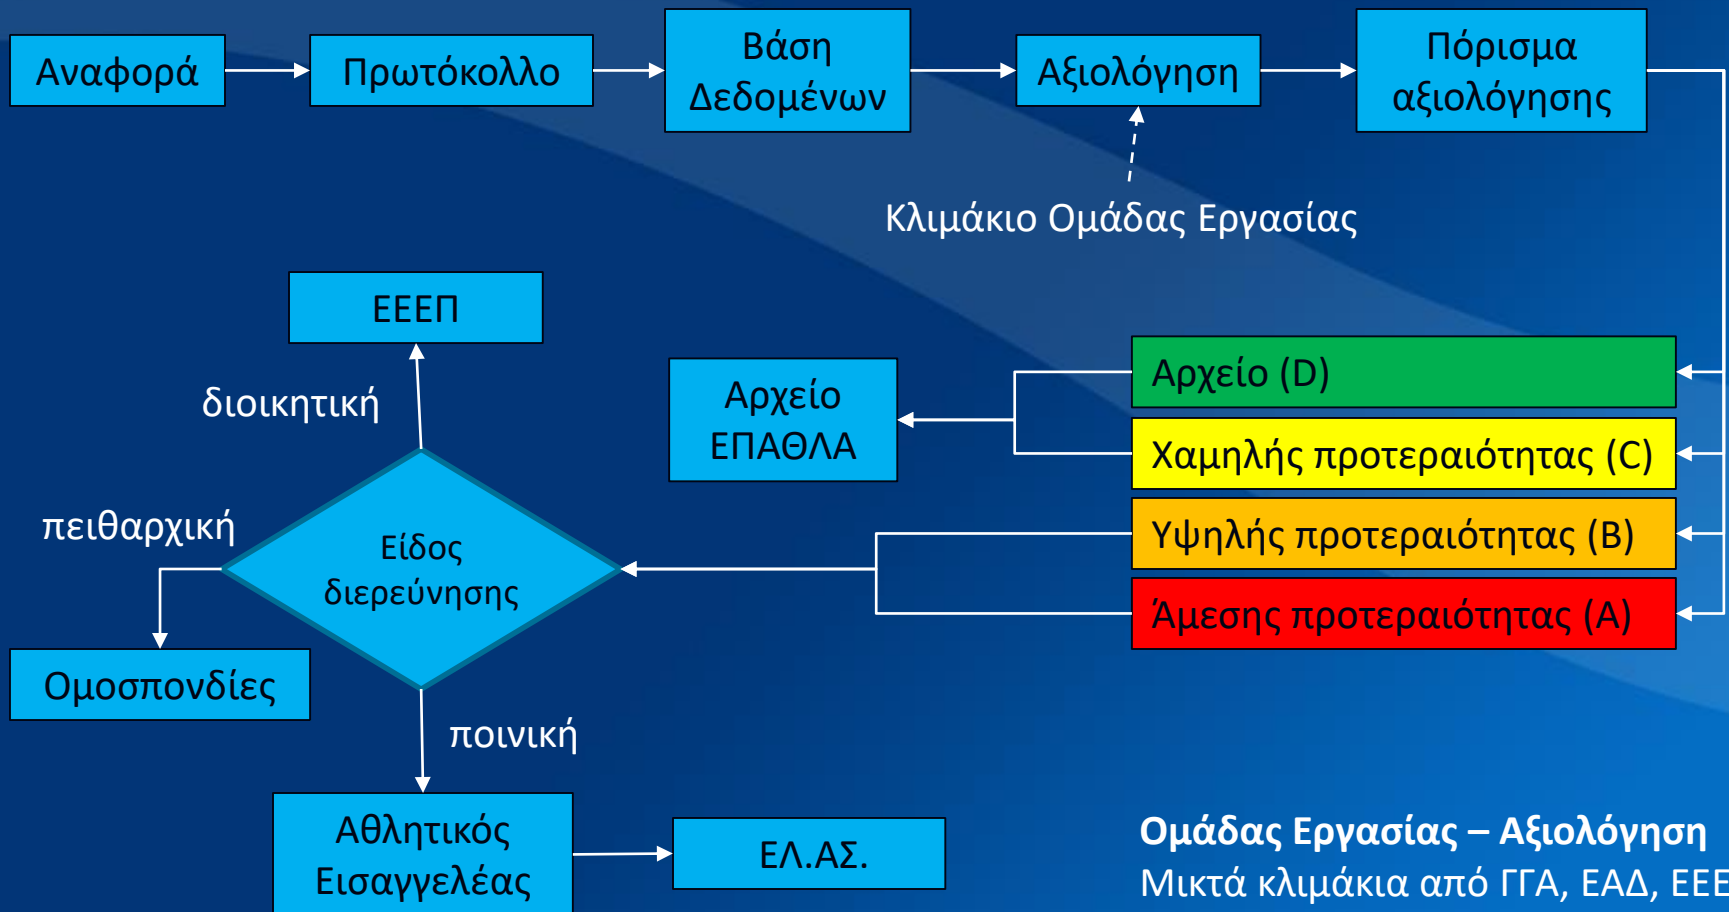 Αναφορά
Πρωτόκολλο
Βάση
Δεδομένων
Αξιολόγηση
Πόρισμα
αξιολόγησης
Κλιμάκιο Ομάδας Εργασίας
ΕΕΕΠ
διοικητική
Αρχείο
ΕΠΑΘΛΑ
Αρχείο (D)
Χαμηλής προτεραιότητας (C)
Υψηλής προτεραιότητας (B)
Άμεσης προτεραιότητας (A)
πειθαρχική
Είδος
διερεύνησης
Ομοσπονδίες
ποινική
Αθλητικός
Εισαγγελέας
ΕΛ.ΑΣ.
Ομάδας Εργασίας – Αξιολόγηση
Μικτά κλιμάκια από ΓΓΑ, ΕΑΔ,